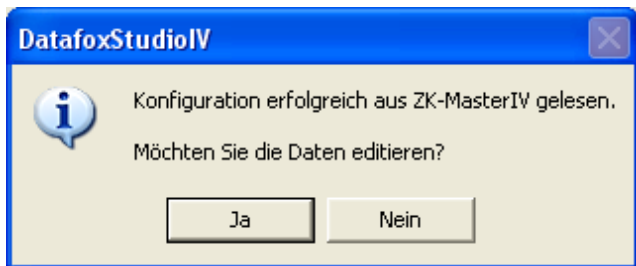 DatafoxStudioIV
Konfiguration erfolgreich aus ZK-MasterIV gelesen.
Möchten Sie die Daten editieren?
Ja
Nein